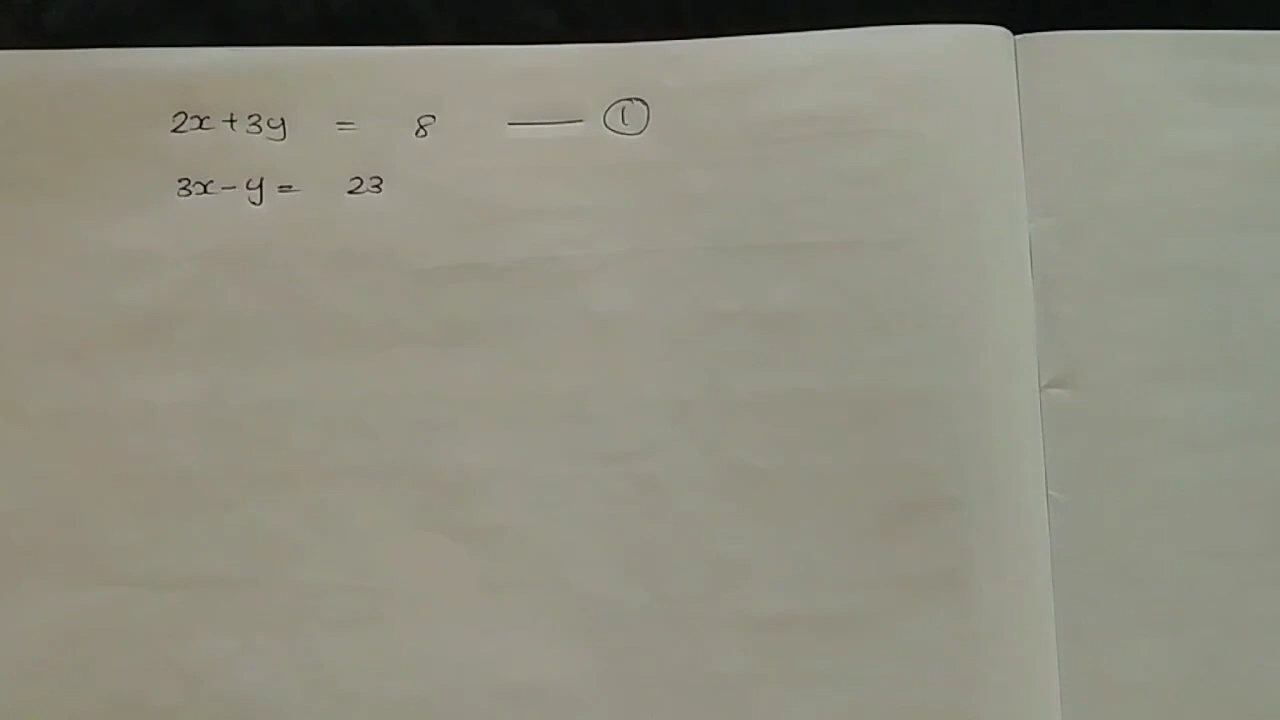 2x + 3y = 8 —— ①
3x - y = 23